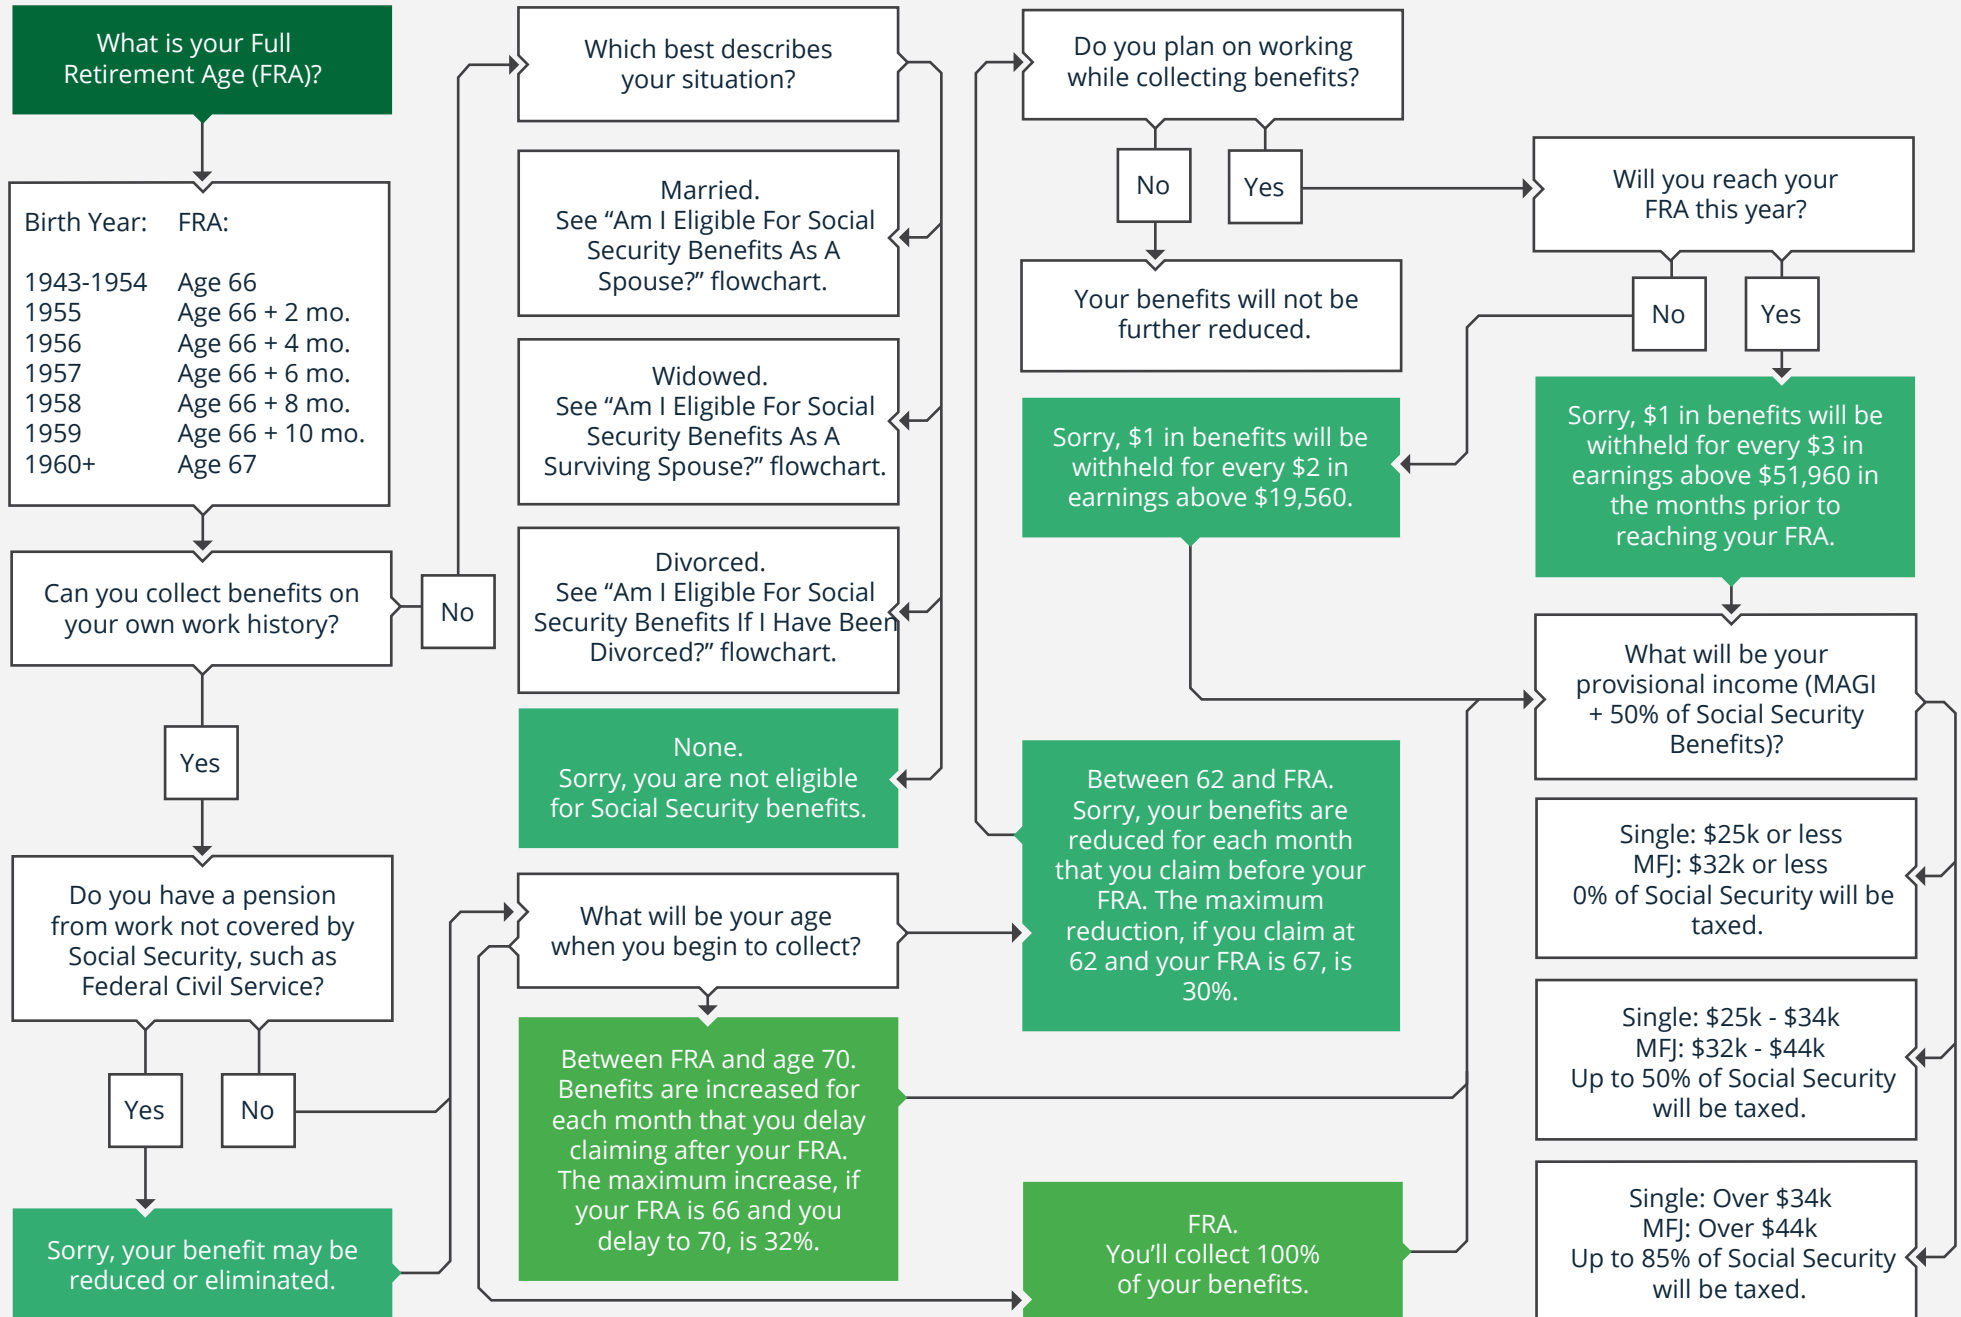 What is your Full
Retirement Age (FRA)?
Birth Year: FRA:
1943-1954 Age 66
1955 Age 66 + 2 mo.
1956 Age 66 + 4 mo.
1957 Age 66 + 6 mo.
1958 Age 66 + 8 mo.
1959 Age 66 + 10 mo.
1960+ Age 67
Can you collect benefits on
your own work history?
No
Yes
Do you have a pension
from work not covered by
Social Security, such as
Federal Civil Service?
Yes
No
Sorry, your benefit may be
reduced or eliminated.
Which best describes
your situation?
Married.
See “Am I Eligible For Social
Security Benefits As A
Spouse?” flowchart.
Widowed.
See “Am I Eligible For Social
Security Benefits As A
Surviving Spouse?” flowchart.
Divorced.
See “Am I Eligible For Social
Security Benefits If I Have Been
Divorced?” flowchart.
None.
Sorry, you are not eligible
for Social Security benefits.
What will be your age
when you begin to collect?
Between FRA and age 70.
Benefits are increased for
each month that you delay
claiming after your FRA.
The maximum increase, if
your FRA is 66 and you
delay to 70, is 32%.
Do you plan on working
while collecting benefits?
No
Yes
Your benefits will not be
further reduced.
Sorry, $1 in benefits will be
withheld for every $2 in
earnings above $19,560.
Between 62 and FRA.
Sorry, your benefits are
reduced for each month
that you claim before your
FRA. The maximum
reduction, if you claim at
62 and your FRA is 67, is
30%.
FRA.
You’ll collect 100%
of your benefits.
Will you reach your
FRA this year?
No
Yes
Sorry, $1 in benefits will be
withheld for every $3 in
earnings above $51,960 in
the months prior to
reaching your FRA.
What will be your
provisional income (MAGI
+ 50% of Social Security
Benefits)?
Single: $25k or less
MFJ: $32k or less
0% of Social Security will be
taxed.
Single: $25k - $34k
MFJ: $32k - $44k
Up to 50% of Social Security
will be taxed.
Single: Over $34k
MFJ: Over $44k
Up to 85% of Social Security
will be taxed.